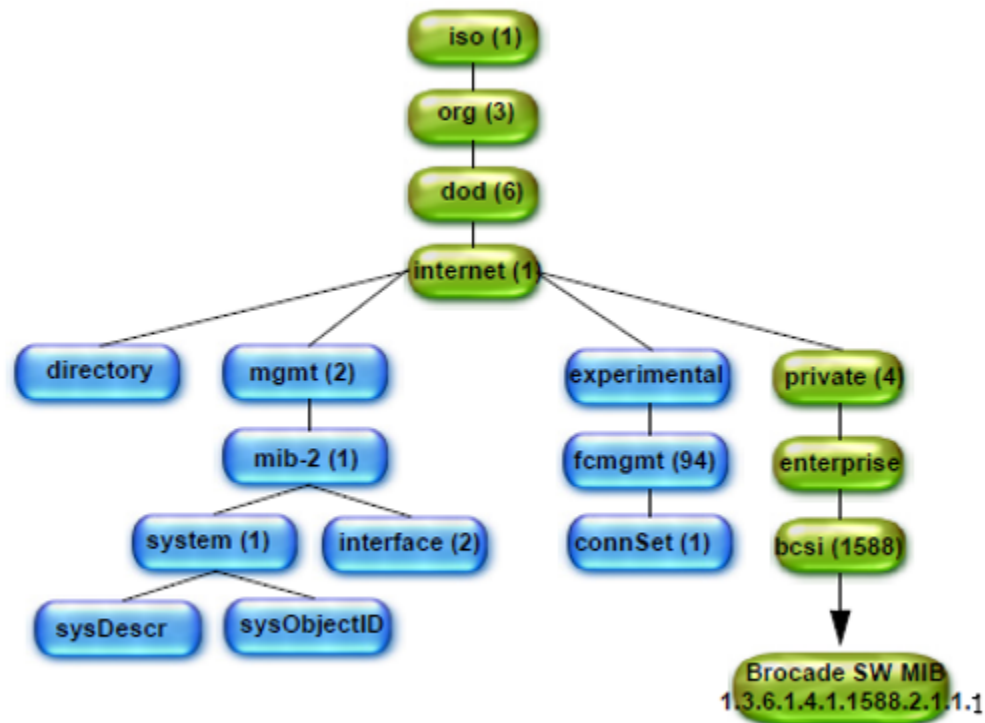 iso (1)
org (3)
dod (6)
internet (1)
directory
mgmt (2)
experimental
private (4)
mib-2 (1)
fcmgmt (94)
enterprise
system (1)
interface (2)
connSet (1)
bcsi (1588)
sysDescr
sysObjectID
Brocade SW MIB
1.3.6.1.4.1.1588.2.1.1.1